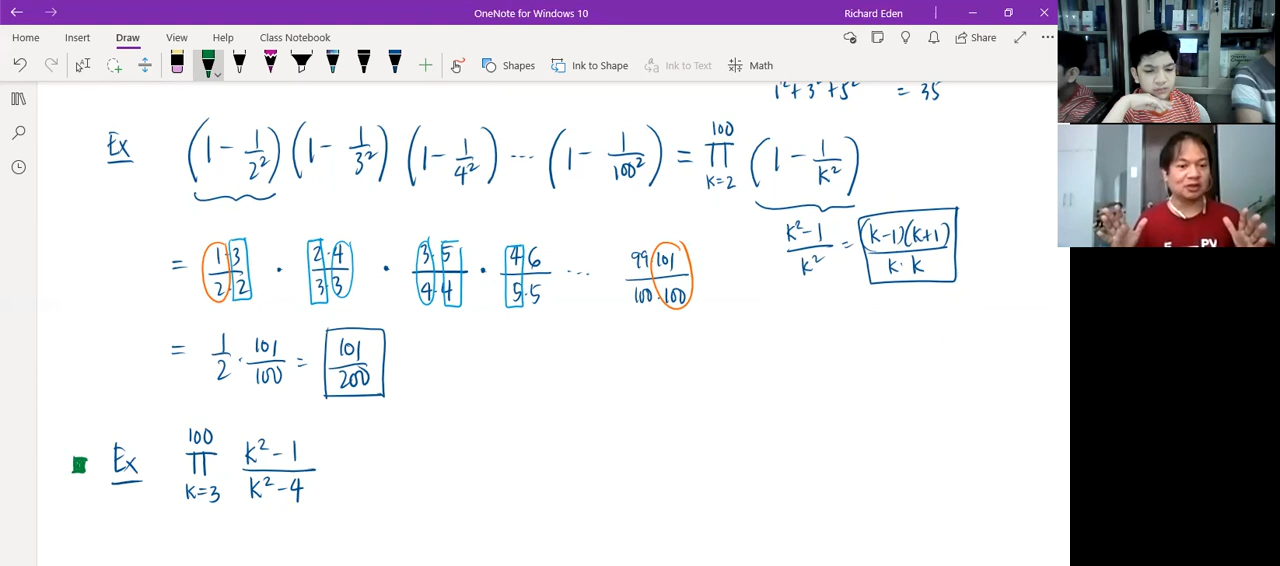 OneNote for Windows 10
Richard Eden
Home Insert Draw View Help Class Notebook
Share
Shapes Ink to Shape Ink to Text Math
1² + 3² + 5² = 35
Ex (1 - 1/2²) (1 - 1/3²) (1 - 1/4²) ... (1 - 1/100²) = 100 Π k=2 (1 - 1/k²)
k² - 1 / k² = (k-1)(k+1) / k · k
= 1·3 / 2·2 · 2·4 / 3·3 · 3·5 / 4·4 · 4·6 / 5·5 ... 99 101 / 100·100
= 1/2 · 101/100 = 101/200
Ex 100 Π k=3 k² - 1 / k² - 4